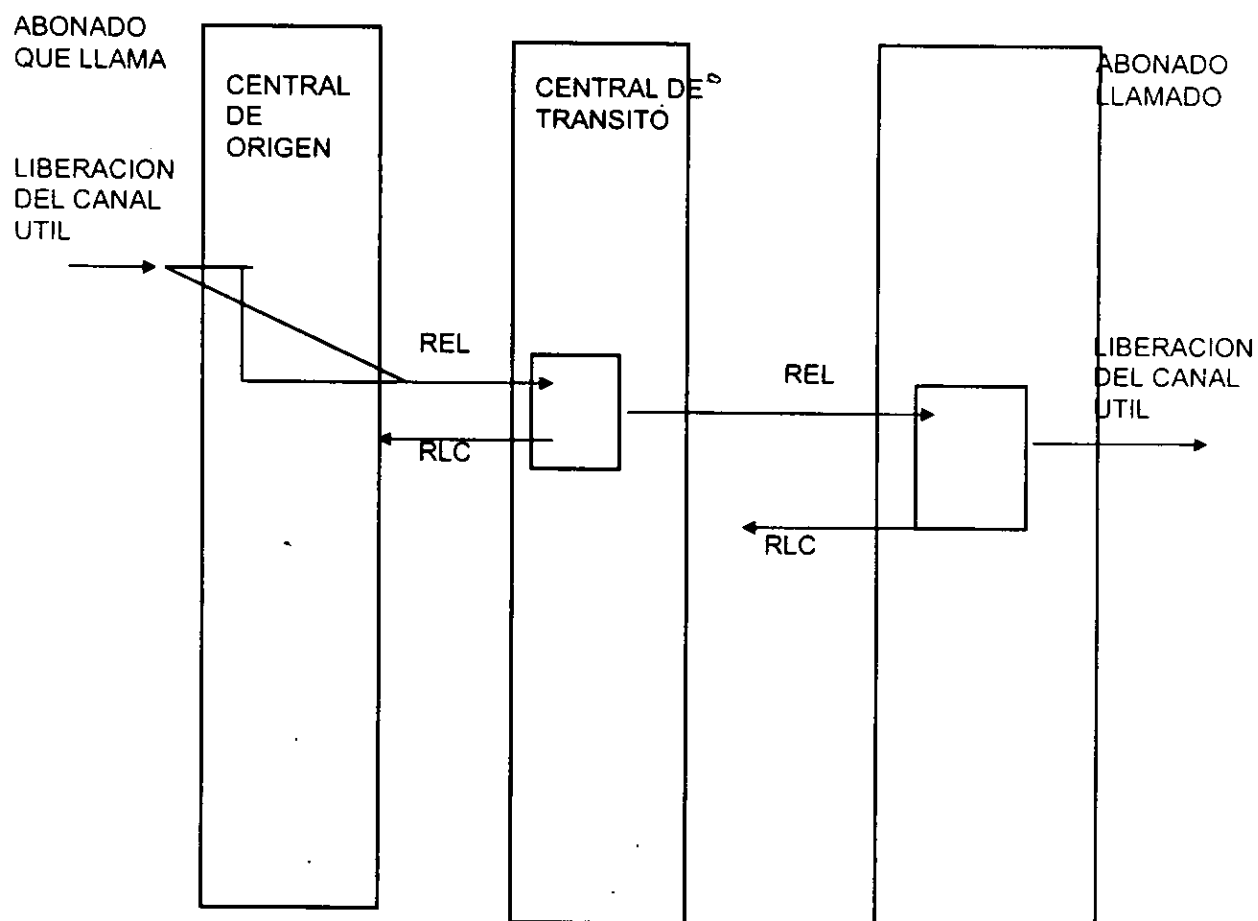 ABONADO
QUE LLAMA
CENTRAL
DE
ORIGEN
CENTRAL DE
TRANSITO
ABONADO
LLAMADO
LIBERACION
DEL CANAL
UTIL
REL
RLC
REL
RLC
LIBERACION
DEL CANAL
UTIL